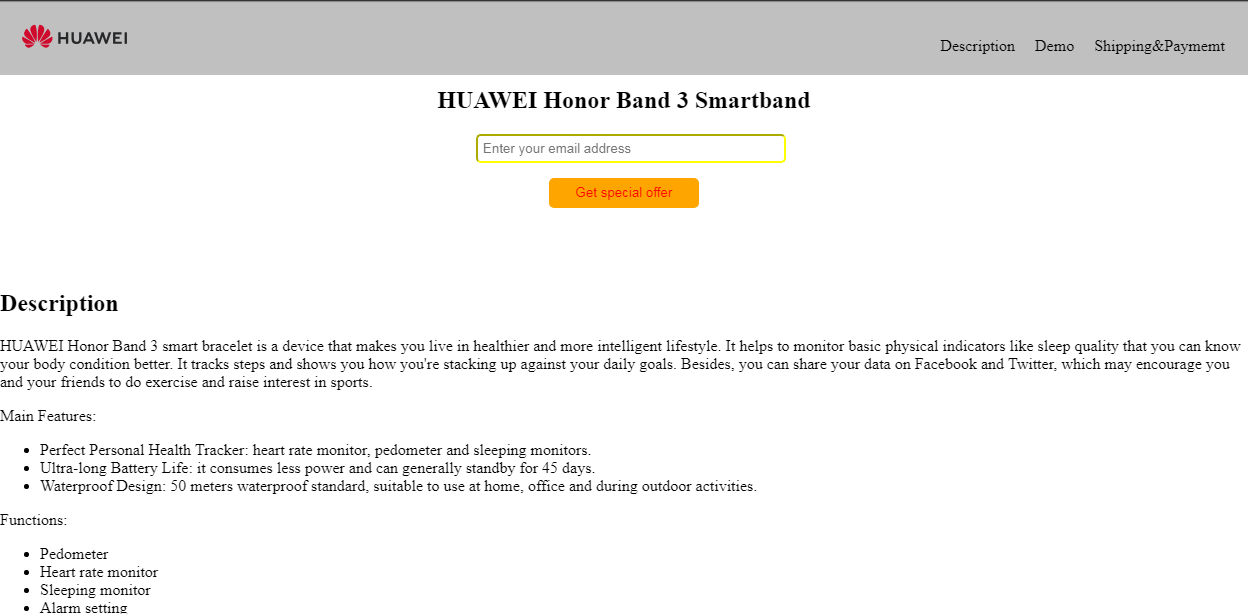 HUAWEI
Description Demo Shipping&Paymemt
HUAWEI Honor Band 3 Smartband
Enter your email address
Get special offer
Description
HUAWEI Honor Band 3 smart bracelet is a device that makes you live in healthier and more intelligent lifestyle. It helps to monitor basic physical indicators like sleep quality that you can know
your body condition better. It tracks steps and shows you how you're stacking up against your daily goals. Besides, you can share your data on Facebook and Twitter, which may encourage you
and your friends to do exercise and raise interest in sports.
Main Features:
• Perfect Personal Health Tracker: heart rate monitor, pedometer and sleeping monitors.
• Ultra-long Battery Life: it consumes less power and can generally standby for 45 days.
• Waterproof Design: 50 meters waterproof standard, suitable to use at home, office and during outdoor activities.
Functions:
• Pedometer
• Heart rate monitor
• Sleeping monitor
• Alarm setting